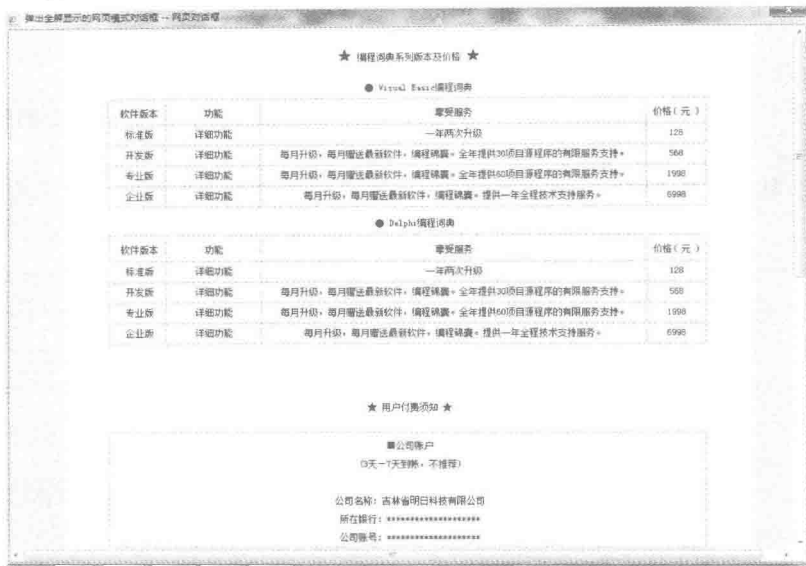 弹出全屏显示的网页模式对话框 -- 网页对话框
★ 编程词典系列版本及价格 ★
● Visual Basic编程词典
软件版本 功能 享受服务 价格(元)
标准版 详细功能 一年两次升级 128
开发版 详细功能 每月升级,每月赠送最新软件,编程锦囊。全年提供30项目源程序的有限服务支持。 568
专业版 详细功能 每月升级,每月赠送最新软件,编程锦囊。全年提供60项目源程序的有限服务支持。 1998
企业版 详细功能 每月升级,每月赠送最新软件,编程锦囊。提供一年全程技术支持服务。 6998
● Delphi编程词典
软件版本 功能 享受服务 价格(元)
标准版 详细功能 一年两次升级 128
开发版 详细功能 每月升级,每月赠送最新软件,编程锦囊。全年提供30项目源程序的有限服务支持。 568
专业版 详细功能 每月升级,每月赠送最新软件,编程锦囊。全年提供60项目源程序的有限服务支持。 1998
企业版 详细功能 每月升级,每月赠送最新软件,编程锦囊。提供一年全程技术支持服务。 6998
★ 用户付费须知 ★
■公司账户
(3天-7天到帐,不推荐)
公司名称: 吉林省明日科技有限公司
所在银行: ********************
公司账号: ********************